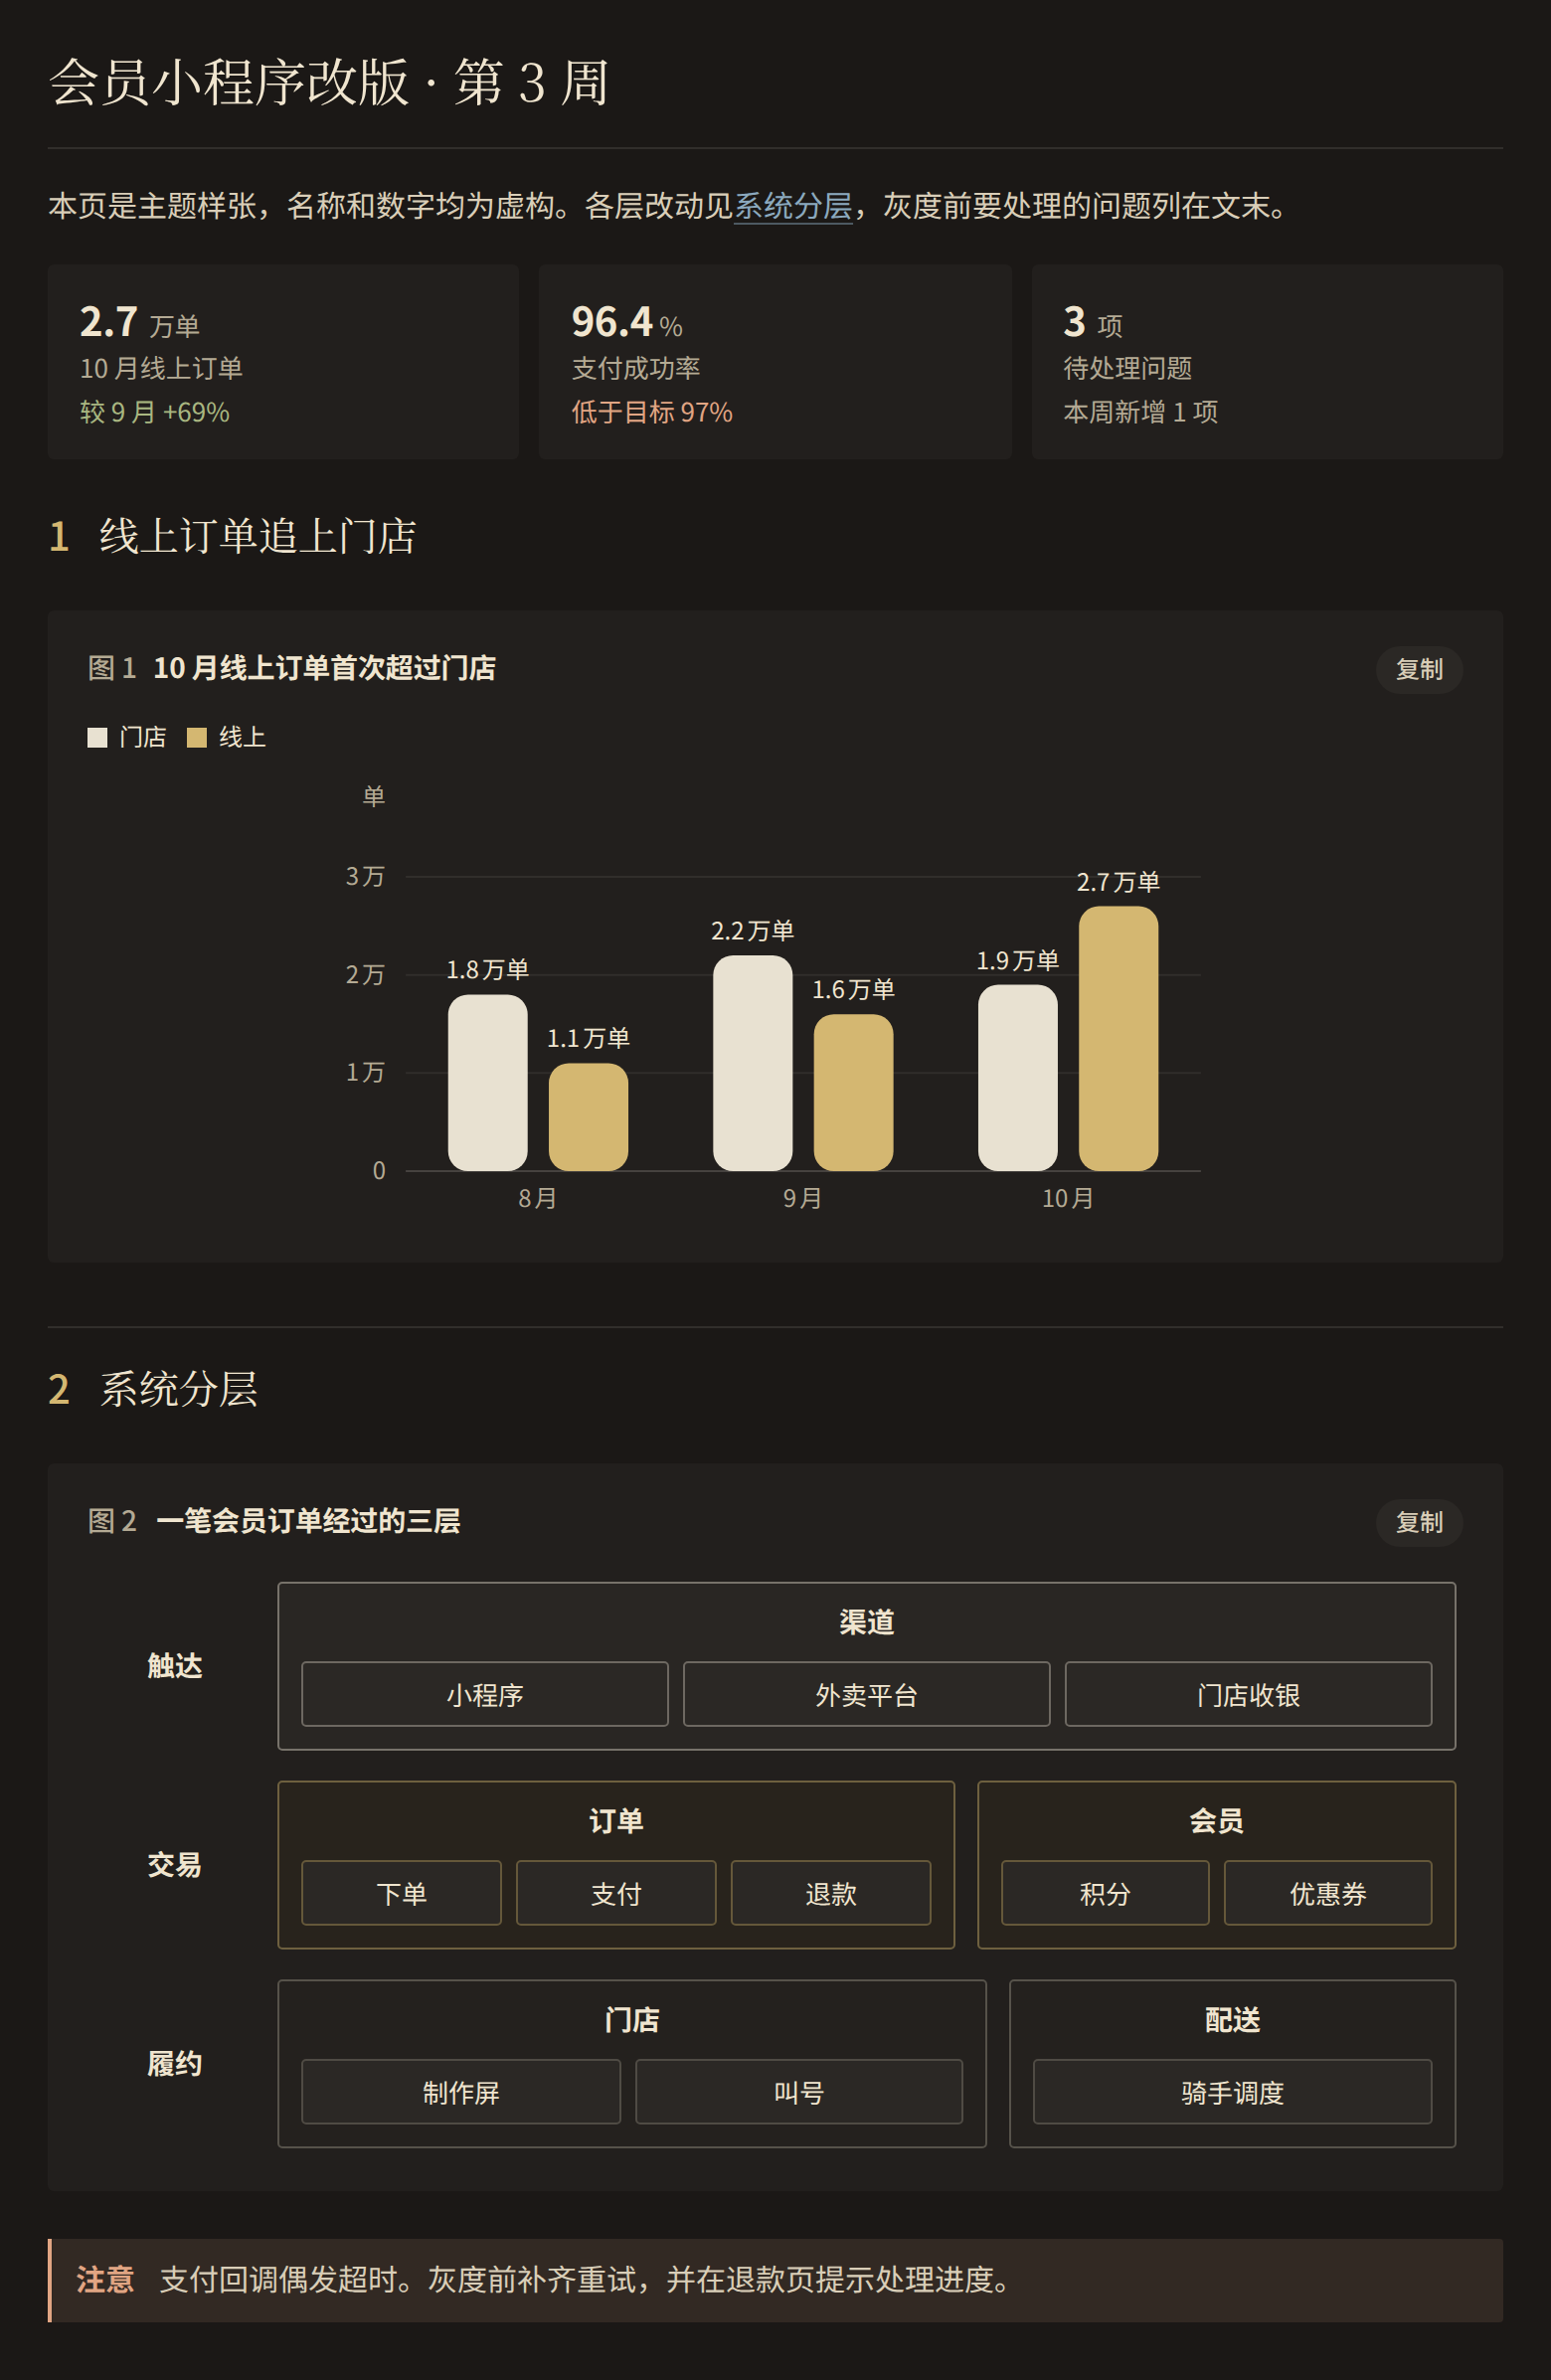 会员小程序改版 · 第 3 周
本页是主题样张，名称和数字均为虚构。各层改动见系统分层，灰度前要处理的问题列在文末。
2.7 万单
10 月线上订单
较 9 月 +69%
96.4 %
支付成功率
低于目标 97%
3 项
待处理问题
本周新增 1 项
1 线上订单追上门店
图 1 10 月线上订单首次超过门店
复制
门店 线上
单
3万
2万
1万
0
1.8万单
1.1万单
2.2万单
1.6万单
1.9万单
2.7万单
8月
9月
10月
2 系统分层
图 2 一笔会员订单经过的三层
复制
触达
渠道
小程序
外卖平台
门店收银
交易
订单
下单
支付
退款
会员
积分
优惠券
履约
门店
制作屏
叫号
配送
骑手调度
注意 支付回调偶发超时。灰度前补齐重试，并在退款页提示处理进度。